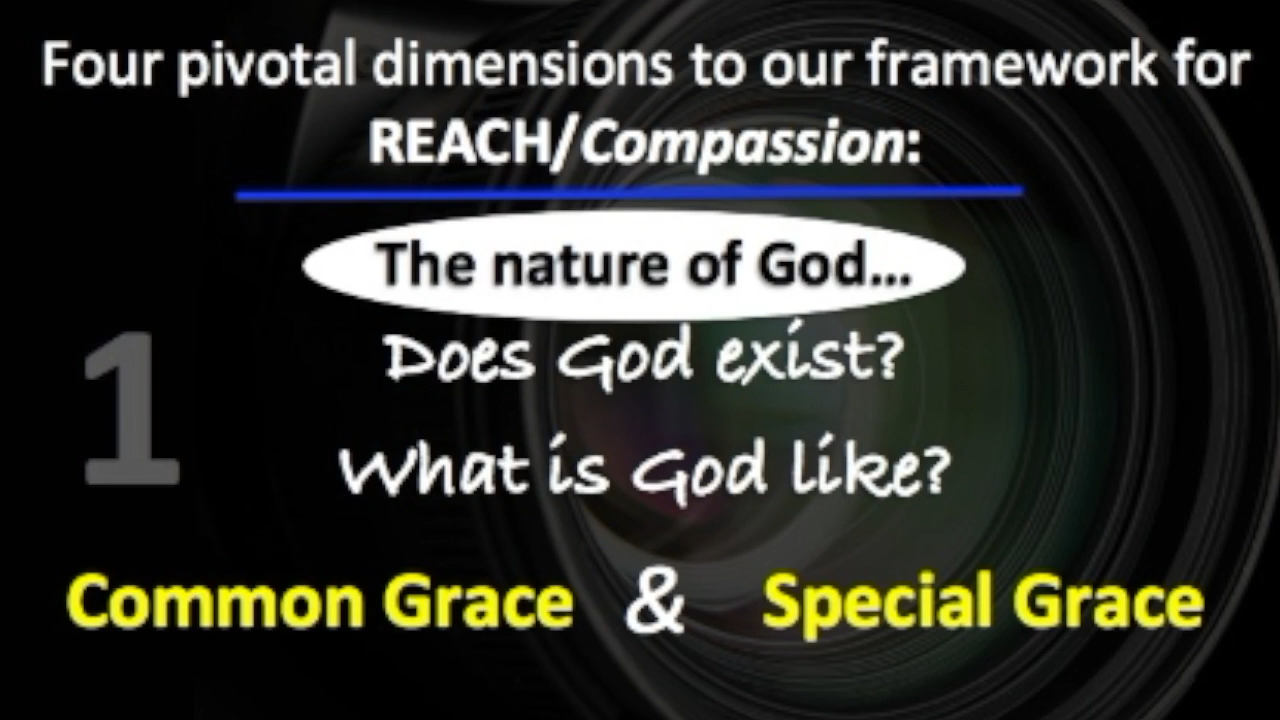 Four pivotal dimensions to our framework for
REACH/Compassion:
The nature of God...
Does God exist?
1
What is God like?
Common Grace & Special Grace